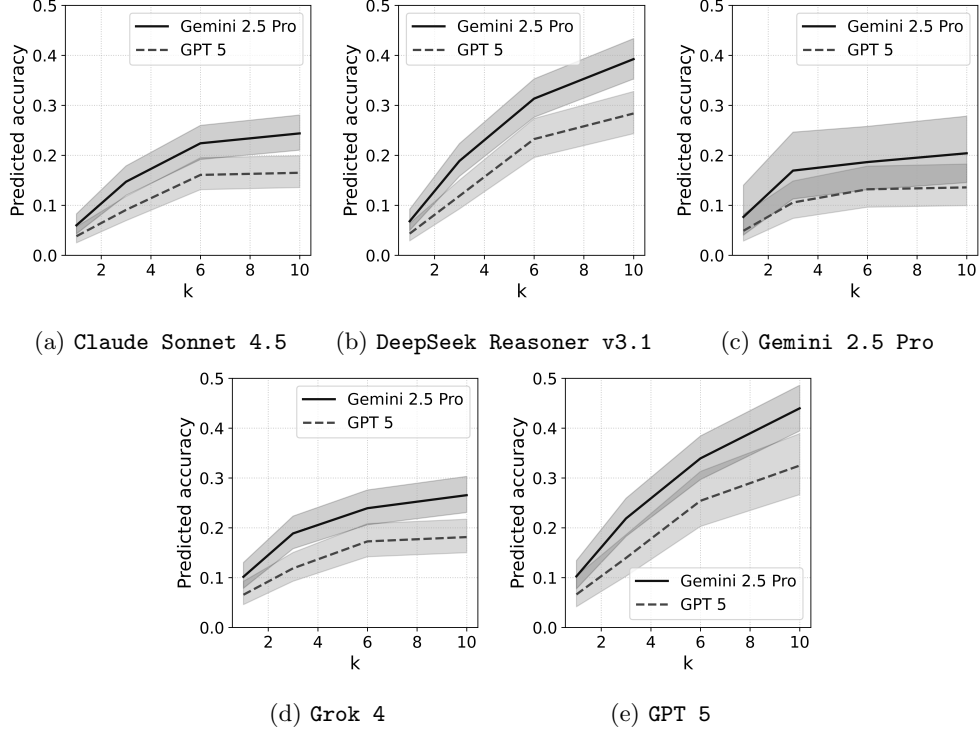 Predicted accuracy
0.5
0.4
0.3
0.2
0.1
0.0
Gemini 2.5 Pro
GPT 5
2 4 6 8 10
k
(a) Claude Sonnet 4.5
Predicted accuracy
0.5
0.4
0.3
0.2
0.1
0.0
Gemini 2.5 Pro
GPT 5
2 4 6 8 10
k
(b) DeepSeek Reasoner v3.1
Predicted accuracy
0.5
0.4
0.3
0.2
0.1
0.0
Gemini 2.5 Pro
GPT 5
2 4 6 8 10
k
(c) Gemini 2.5 Pro
Predicted accuracy
0.5
0.4
0.3
0.2
0.1
0.0
Gemini 2.5 Pro
GPT 5
2 4 6 8 10
k
(d) Grok 4
Predicted accuracy
0.5
0.4
0.3
0.2
0.1
0.0
Gemini 2.5 Pro
GPT 5
2 4 6 8 10
k
(e) GPT 5